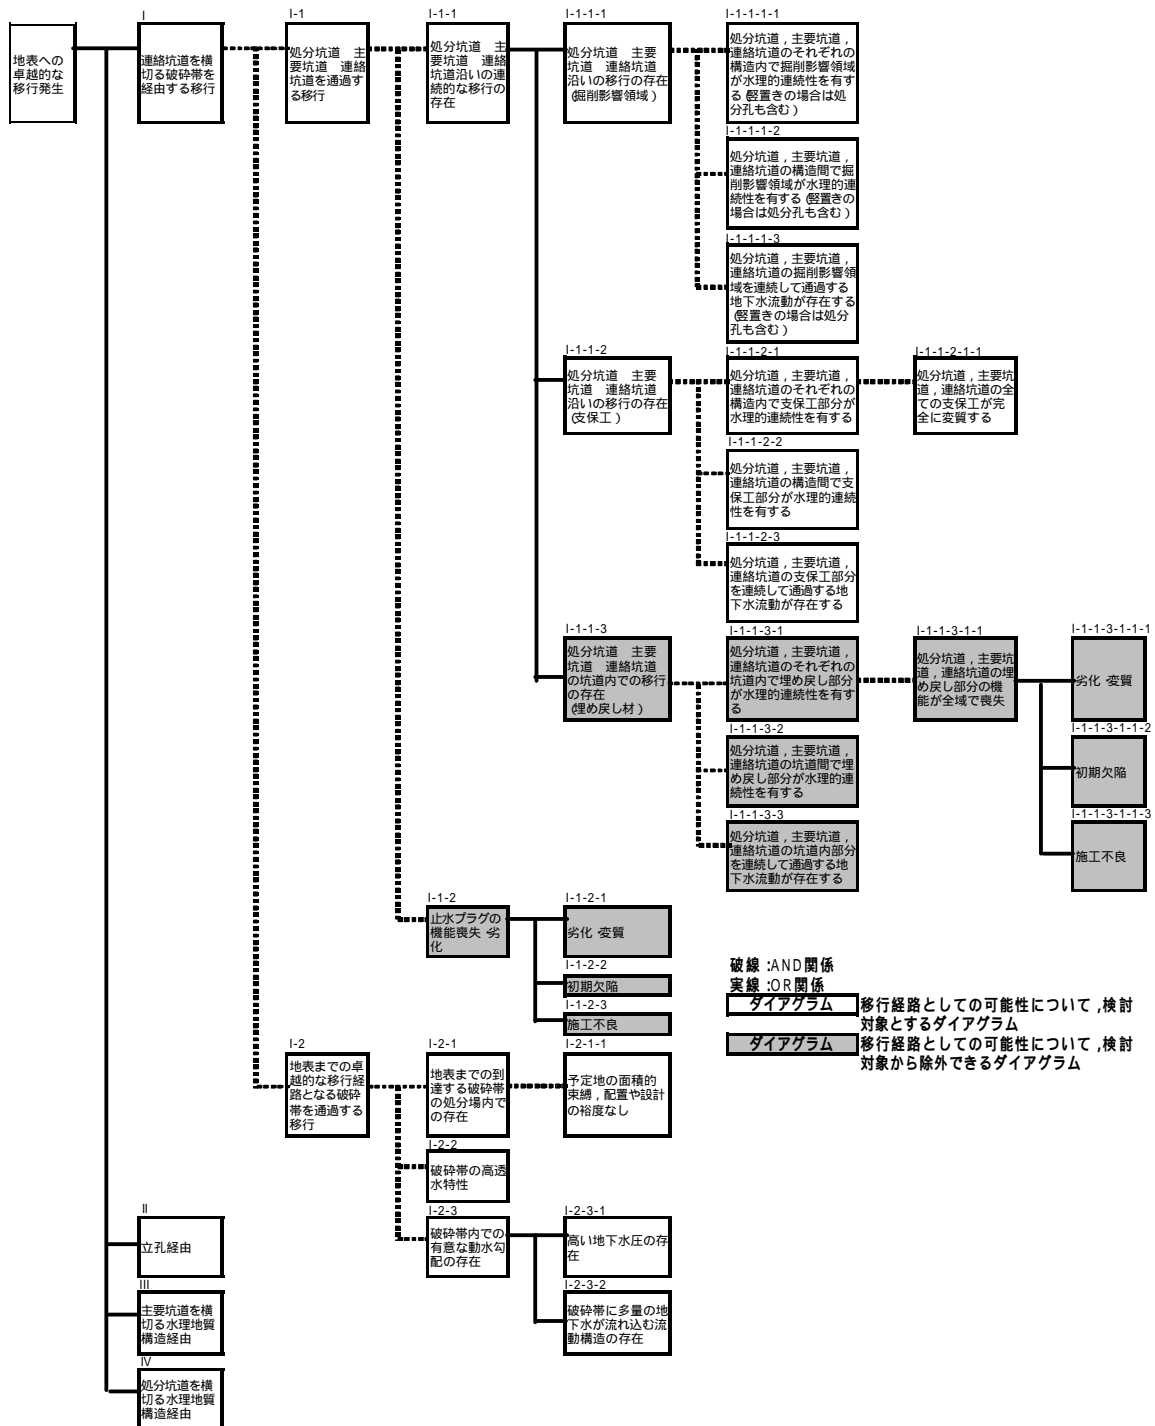 地表への
卓越的な
移行発生
I
連絡坑道を横
切る破砕帯を
経由する移行
I-1
処分坑道 主
要坑道 連絡
坑道を通過す
る移行
I-1-1
処分坑道 主
要坑道 連絡
坑道沿いの連
続的な移行の
存在
I-1-1-1
処分坑道 主要
坑道 連絡坑道
沿いの移行の存在
(掘削影響領域)
I-1-1-1-1
処分坑道,主要坑道,
連絡坑道のそれぞれの
構造内で掘削影響領域
が水理的連続性を有す
る(竪置きの場合は処
分孔も含む)
I-1-1-1-2
処分坑道,主要坑道,
連絡坑道の構造間で掘
削影響領域が水理的連
続性を有する(竪置きの
場合は処分孔も含む)
I-1-1-1-3
処分坑道,主要坑道,
連絡坑道の掘削影響領
域を連続して通過する
地下水流動が存在する
(竪置きの場合は処分
孔も含む)
I-1-1-2
処分坑道 主要
坑道 連絡坑道
沿いの移行の存在
(支保工)
I-1-1-2-1
処分坑道,主要坑道,
連絡坑道のそれぞれの
構造内で支保工部分が
水理的連続性を有する
I-1-1-2-1-1
処分坑道,主要坑
道,連絡坑道の全
ての支保工が完
全に変質する
I-1-1-2-2
処分坑道,主要坑道,
連絡坑道の構造間で支
保工部分が水理的連続
性を有する
I-1-1-2-3
処分坑道,主要坑道,
連絡坑道の支保工部分
を連続して通過する地
下水流動が存在する
I-1-1-3
処分坑道 主要
坑道 連絡坑道
の坑道内での移行
の存在
(埋め戻し材)
I-1-1-3-1
処分坑道,主要坑道,
連絡坑道のそれぞれの
坑道内で埋め戻し部分
が水理的連続性を有す
る
I-1-1-3-1-1
処分坑道,主要坑
道,連絡坑道の埋
め戻し部分の機
能が全域で喪失
I-1-1-3-1-1-1
劣化・変質
I-1-1-3-1-1-2
初期欠陥
I-1-1-3-1-1-3
施工不良
I-1-1-3-2
処分坑道,主要坑道,
連絡坑道の坑道間で埋
め戻し部分が水理的連
続性を有する
I-1-1-3-3
処分坑道,主要坑道,
連絡坑道の坑道内部分
を連続して通過する地
下水流動が存在する
I-1-2
止水プラグの
機能喪失・劣
化
I-1-2-1
劣化・変質
I-1-2-2
初期欠陥
I-1-2-3
施工不良
破線:AND関係
実線:OR関係
ダイアグラム 移行経路としての可能性について,検討
対象とするダイアグラム
ダイアグラム 移行経路としての可能性について,検討
対象から除外できるダイアグラム
I-2
地表までの卓
越的な移行経
路となる破砕
帯を通過する
移行
I-2-1
地表までの到
達する破砕帯
の処分場内で
の存在
I-2-1-1
予定地の面積的
束縛,配置や設計
の裕度なし
I-2-2
破砕帯の高透
水特性
I-2-3
破砕帯内での
有意な動水勾
配の存在
I-2-3-1
高い地下水圧の存
在
I-2-3-2
破砕帯に多量の地
下水が流れ込む流
動構造の存在
II
立孔経由
III
主要坑道を横
切る水理地質
構造経由
IV
処分坑道を横
切る水理地質
構造経由